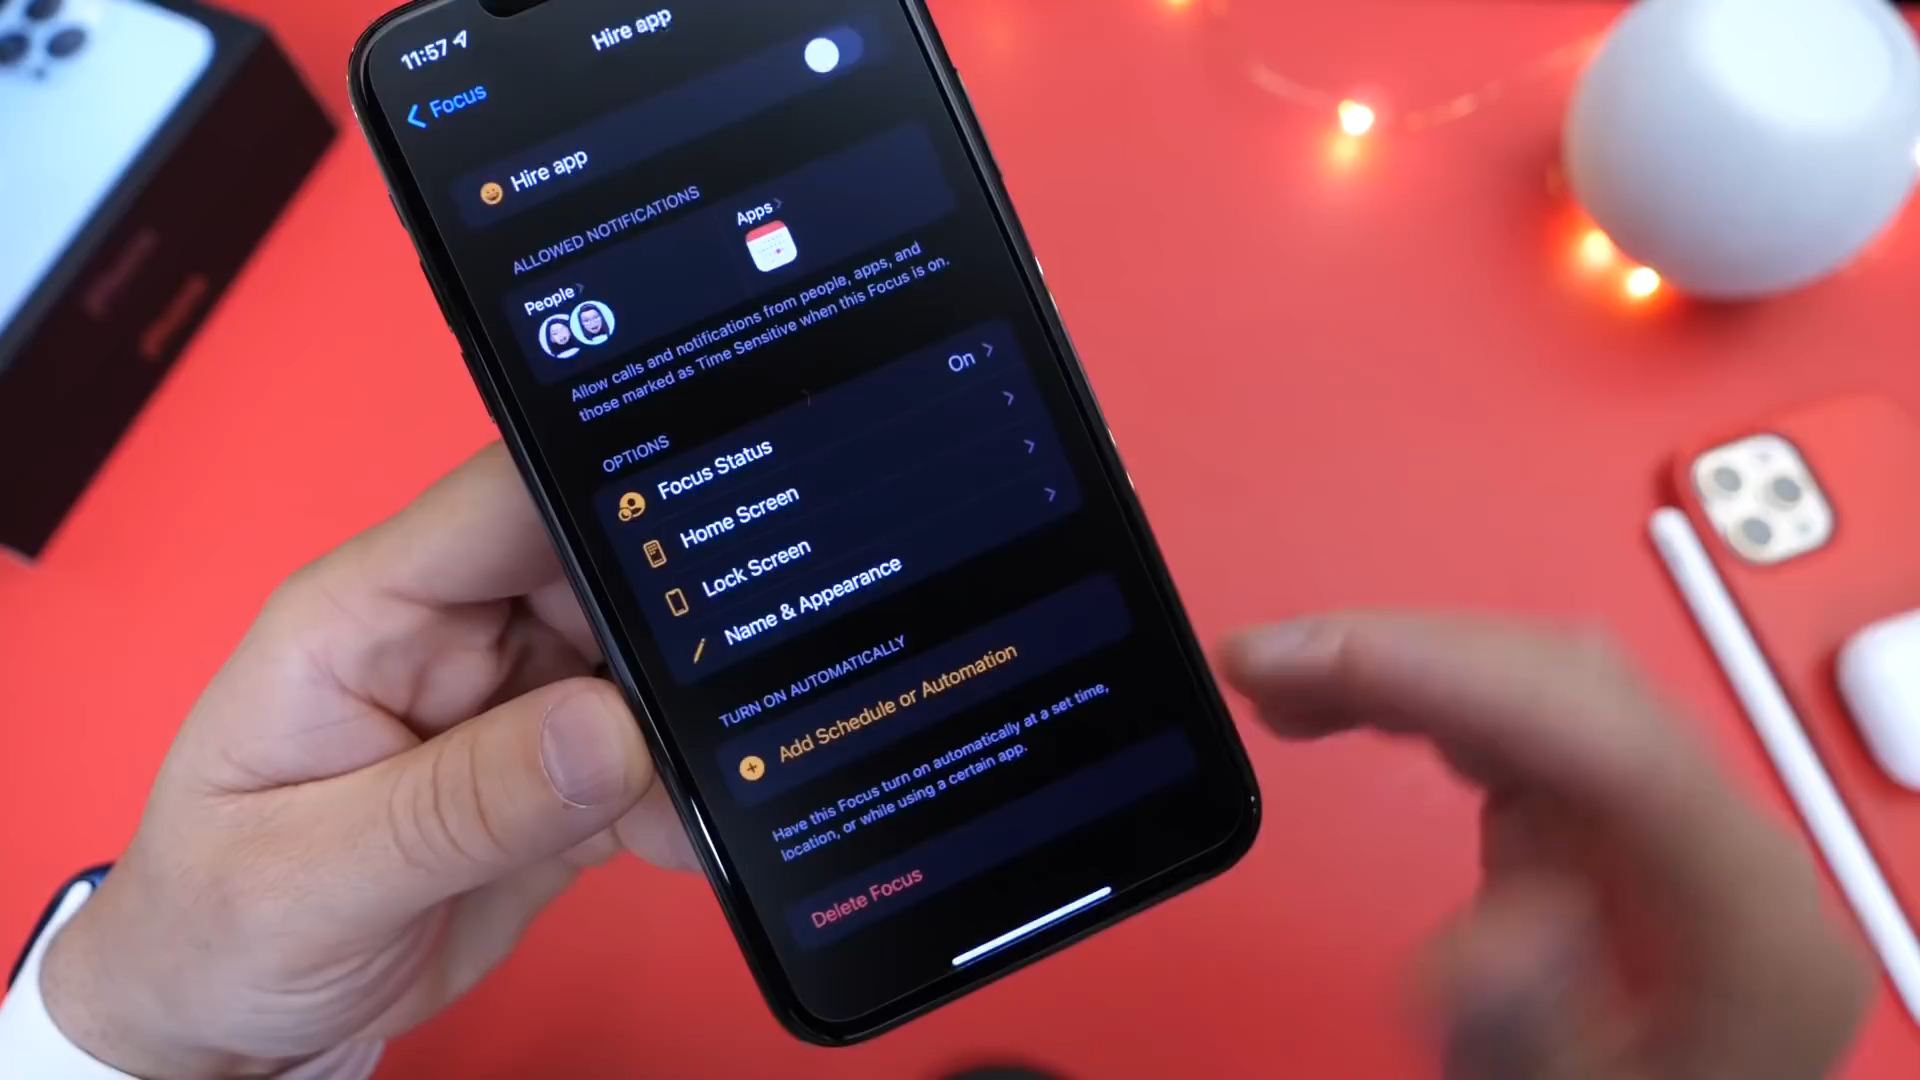 11:57
Hire app
Focus
Hire app
ALLOWED NOTIFICATIONS
People
Apps
Allow calls and notifications from people, apps, and
those marked as Time Sensitive when this Focus is on.
OPTIONS
Focus Status
On
Home Screen
Lock Screen
Name & Appearance
TURN ON AUTOMATICALLY
Add Schedule or Automation
Have this Focus turn on automatically at a set time,
location, or while using a certain app.
Delete Focus